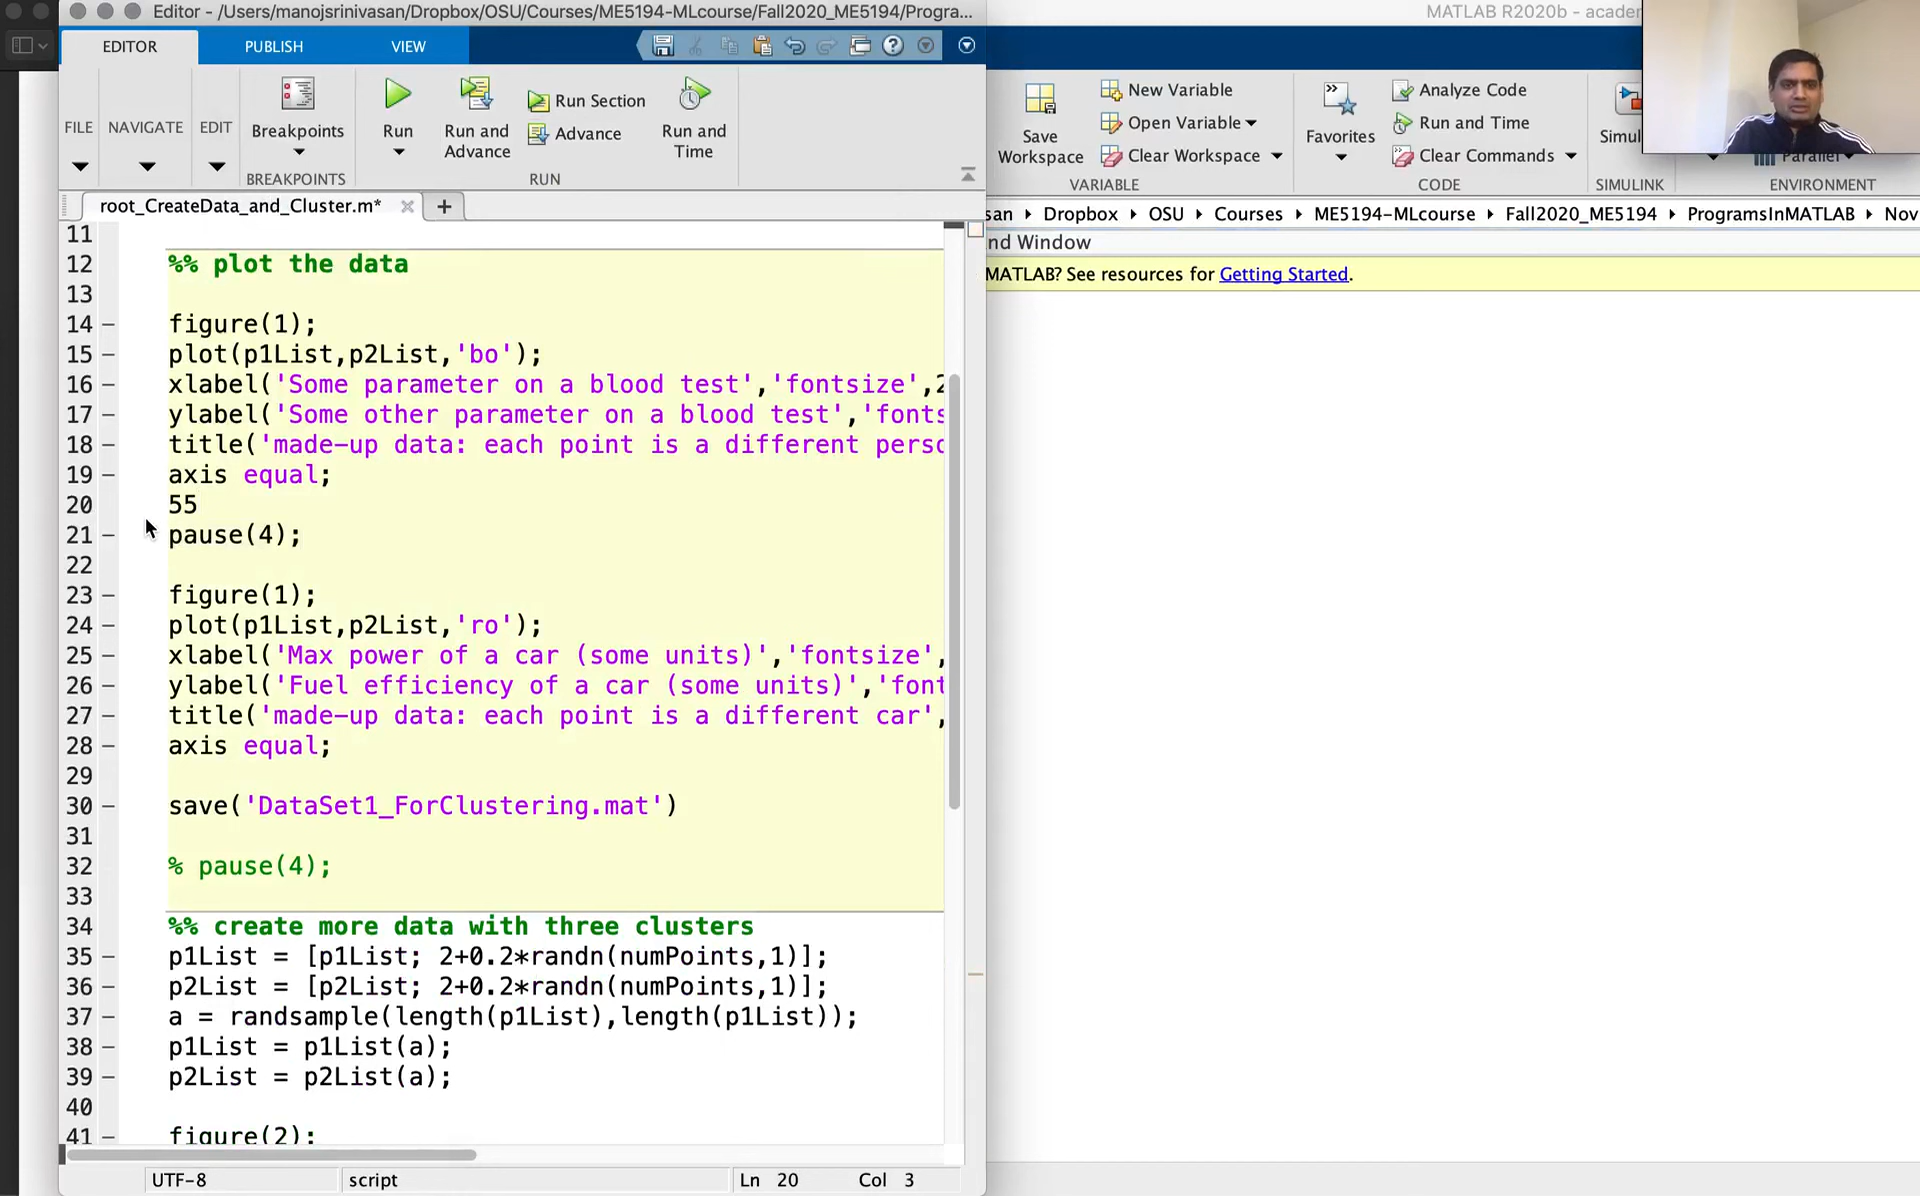 Editor - /Users/manojsrinivasan/Dropbox/OSU/Courses/ME5194-MLcourse/Fall2020_ME5194/Progra...
MATLAB R2020b - acader
EDITOR PUBLISH VIEW
FILE NAVIGATE EDIT
Breakpoints
Run
Run and Advance
Run Section
Advance
Run and Time
BREAKPOINTS RUN
Save Workspace
New Variable
Open Variable
Clear Workspace
Favorites
Analyze Code
Run and Time
Clear Commands
Simul
Parallel
VARIABLE CODE SIMULINK ENVIRONMENT
root_CreateData_and_Cluster.m*
san Dropbox OSU Courses ME5194-MLcourse Fall2020_ME5194 ProgramsInMATLAB Nov
nd Window
MATLAB? See resources for Getting Started.
11
12 %% plot the data
13
14 figure(1);
15 plot(p1List,p2List,'bo');
16 xlabel('Some parameter on a blood test','fontsize',2
17 ylabel('Some other parameter on a blood test','fonts
18 title('made-up data: each point is a different perso
19 axis equal;
20 55
21 pause(4);
22
23 figure(1);
24 plot(p1List,p2List,'ro');
25 xlabel('Max power of a car (some units)','fontsize',
26 ylabel('Fuel efficiency of a car (some units)','font
27 title('made-up data: each point is a different car',
28 axis equal;
29
30 save('DataSet1_ForClustering.mat')
31
32 % pause(4);
33
34 %% create more data with three clusters
35 p1List = [p1List; 2+0.2*randn(numPoints,1)];
36 p2List = [p2List; 2+0.2*randn(numPoints,1)];
37 a = randsample(length(p1List),length(p1List));
38 p1List = p1List(a);
39 p2List = p2List(a);
40
41 figure(2);
UTF-8 script Ln 20 Col 3